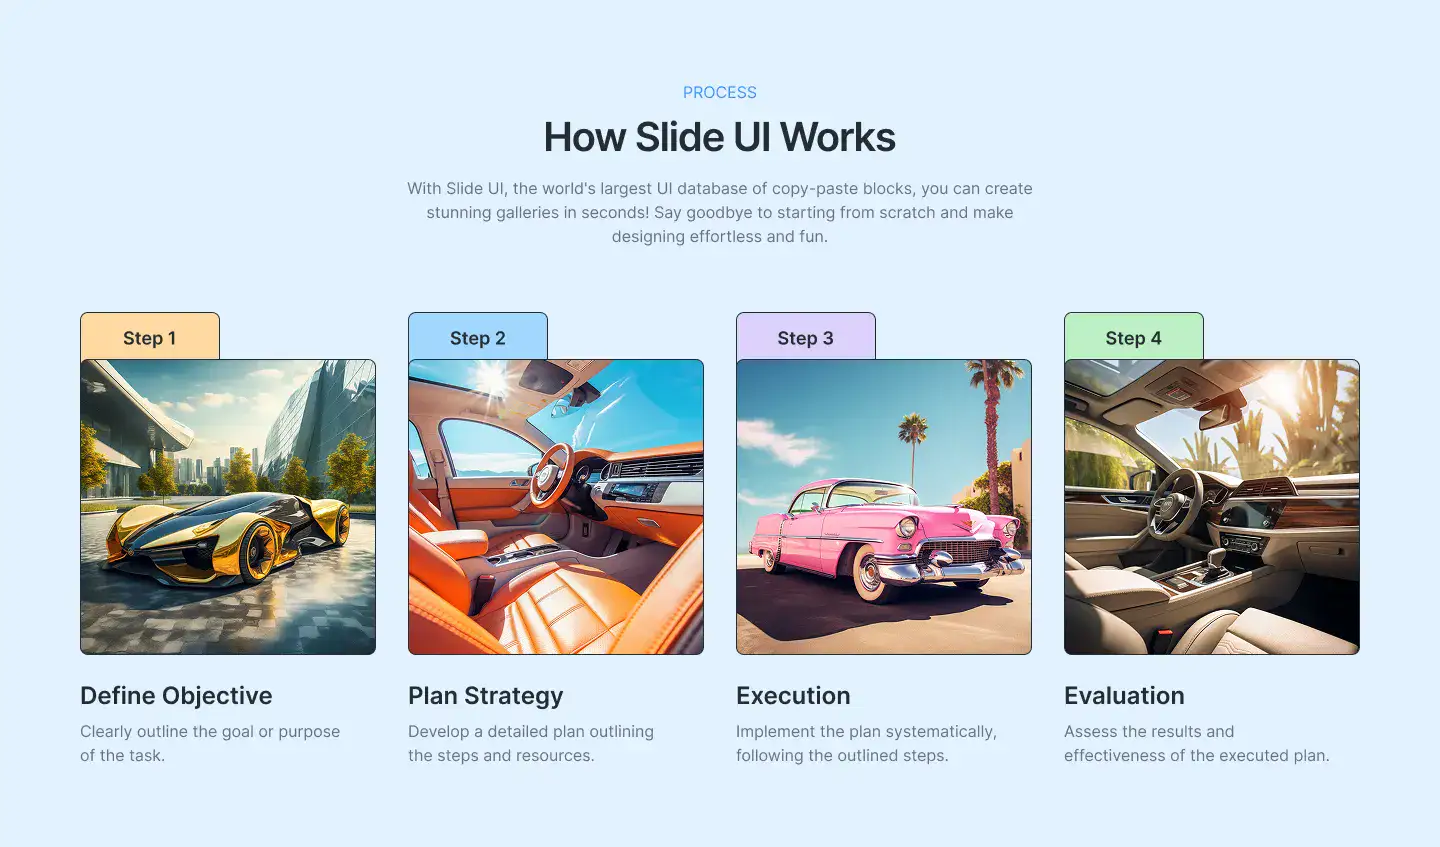 PROCESS
How Slide UI Works
With Slide UI, the world's largest UI database of copy-paste blocks, you can create
stunning galleries in seconds! Say goodbye to starting from scratch and make
designing effortless and fun.
Step 1
Step 2
Step 3
Step 4
Define Objective
Clearly outline the goal or purpose
of the task.
Plan Strategy
Develop a detailed plan outlining
the steps and resources.
Execution
Implement the plan systematically,
following the outlined steps.
Evaluation
Assess the results and
effectiveness of the executed plan.